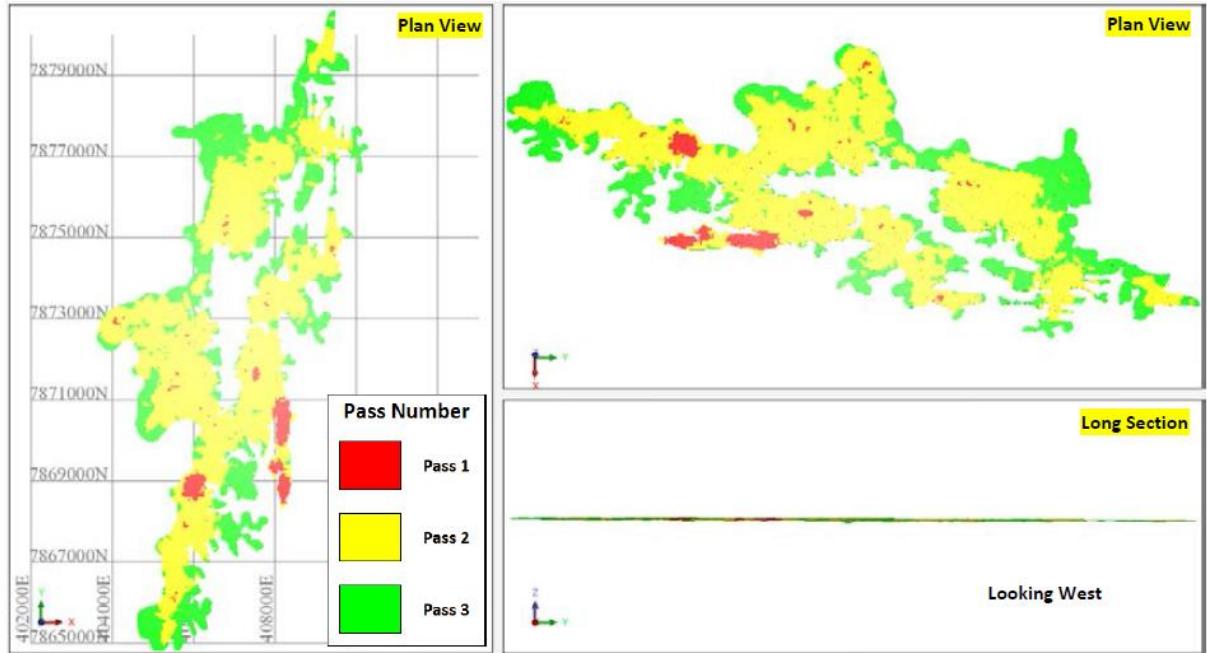 Plan View
7879000N
7877000N
7875000N
7873000N
7871000N
7869000N
7867000N
7865000N
402000E
404000E
408000E
Y
X
Pass Number
Pass 1
Pass 2
Pass 3
Plan View
Z
Y
X
Long Section
Looking West
Z
Y